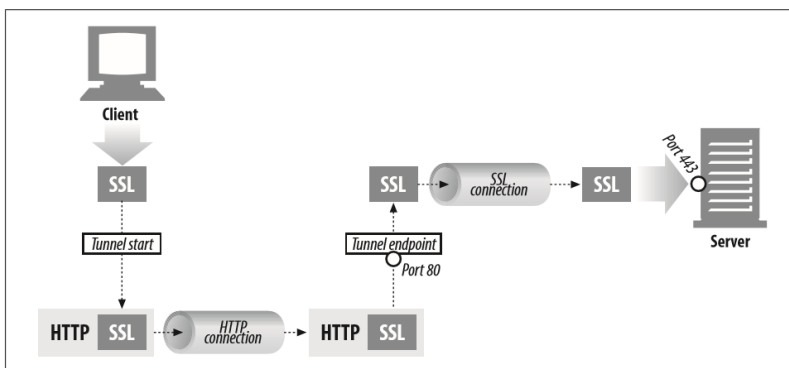 Client
SSL
Tunnel start
HTTP SSL
HTTP
connection
HTTP SSL
Port 80
Tunnel endpoint
SSL
SSL
connection
SSL
Port 443
Server